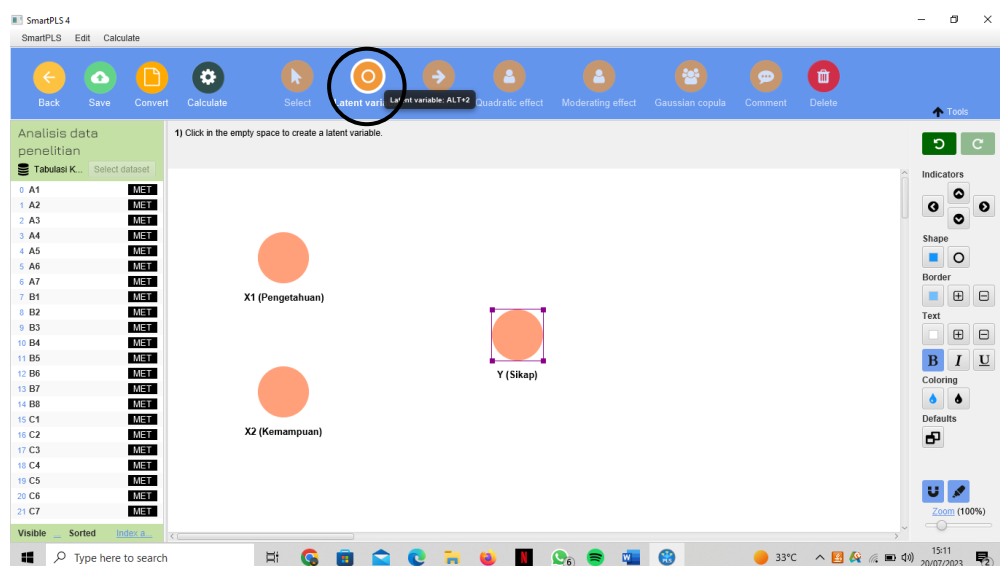 SmartPLS 4
SmartPLS Edit Calculate
Back Save Convert Calculate Select Latent vari Latent variable: ALT+2 Quadratic effect Moderating effect Gaussian copula Comment Delete
Tools
Analisis data
penelitian
Tabulasi K... Select dataset
1) Click in the empty space to create a latent variable.
0 A1 MET
1 A2 MET
2 A3 MET
3 A4 MET
4 A5 MET
5 A6 MET
6 A7 MET
7 B1 MET
8 B2 MET
9 B3 MET
10 B4 MET
11 B5 MET
12 B6 MET
13 B7 MET
14 B8 MET
15 C1 MET
16 C2 MET
17 C3 MET
18 C4 MET
19 C5 MET
20 C6 MET
21 C7 MET
Visible ... Sorted Index a...
X1 (Pengetahuan)
Y (Sikap)
X2 (Kemampuan)
Indicators
Shape
Border
Text
B I U
Coloring
Defaults
Zoom (100%)
Type here to search
33°C
15:11
20/07/2023